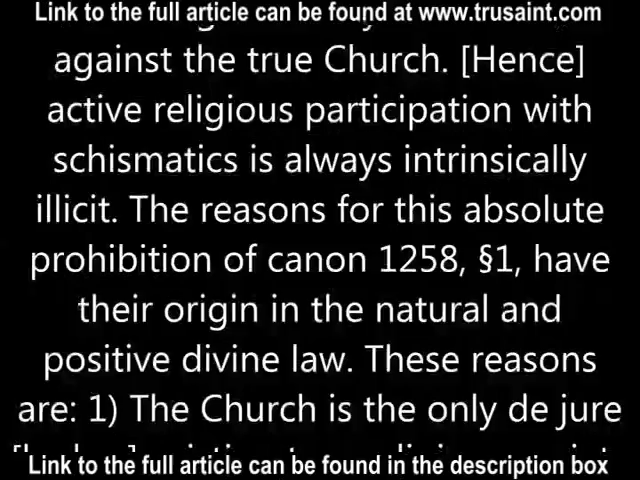 Link to the full article can be found at www.trusaint.com
against the true Church. [Hence]
active religious participation with
schismatics is always intrinsically
illicit. The reasons for this absolute
prohibition of canon 1258, §1, have
their origin in the natural and
positive divine law. These reasons
are: 1) The Church is the only de jure
Link to the full article can be found in the description box